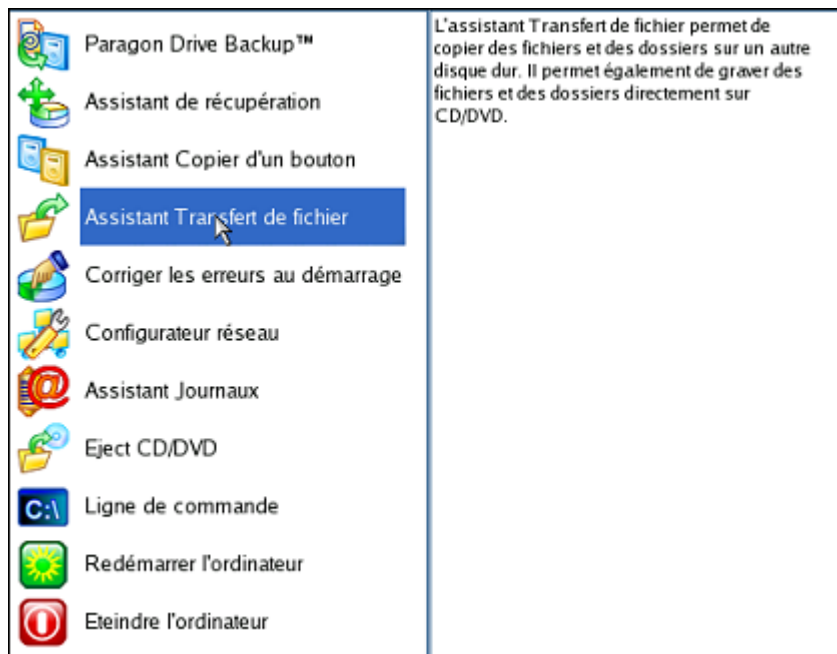 Paragon Drive Backup™
Assistant de récupération
Assistant Copier d'un bouton
Assistant Transfert de fichier
Corriger les erreurs au démarrage
Configurateur réseau
Assistant Journaux
Eject CD/DVD
C:\
Ligne de commande
Redémarrer l'ordinateur
Eteindre l'ordinateur
L'assistant Transfert de fichier permet de
copier des fichiers et des dossiers sur un autre
disque dur. Il permet également de graver des
fichiers et des dossiers directement sur
CD/DVD.